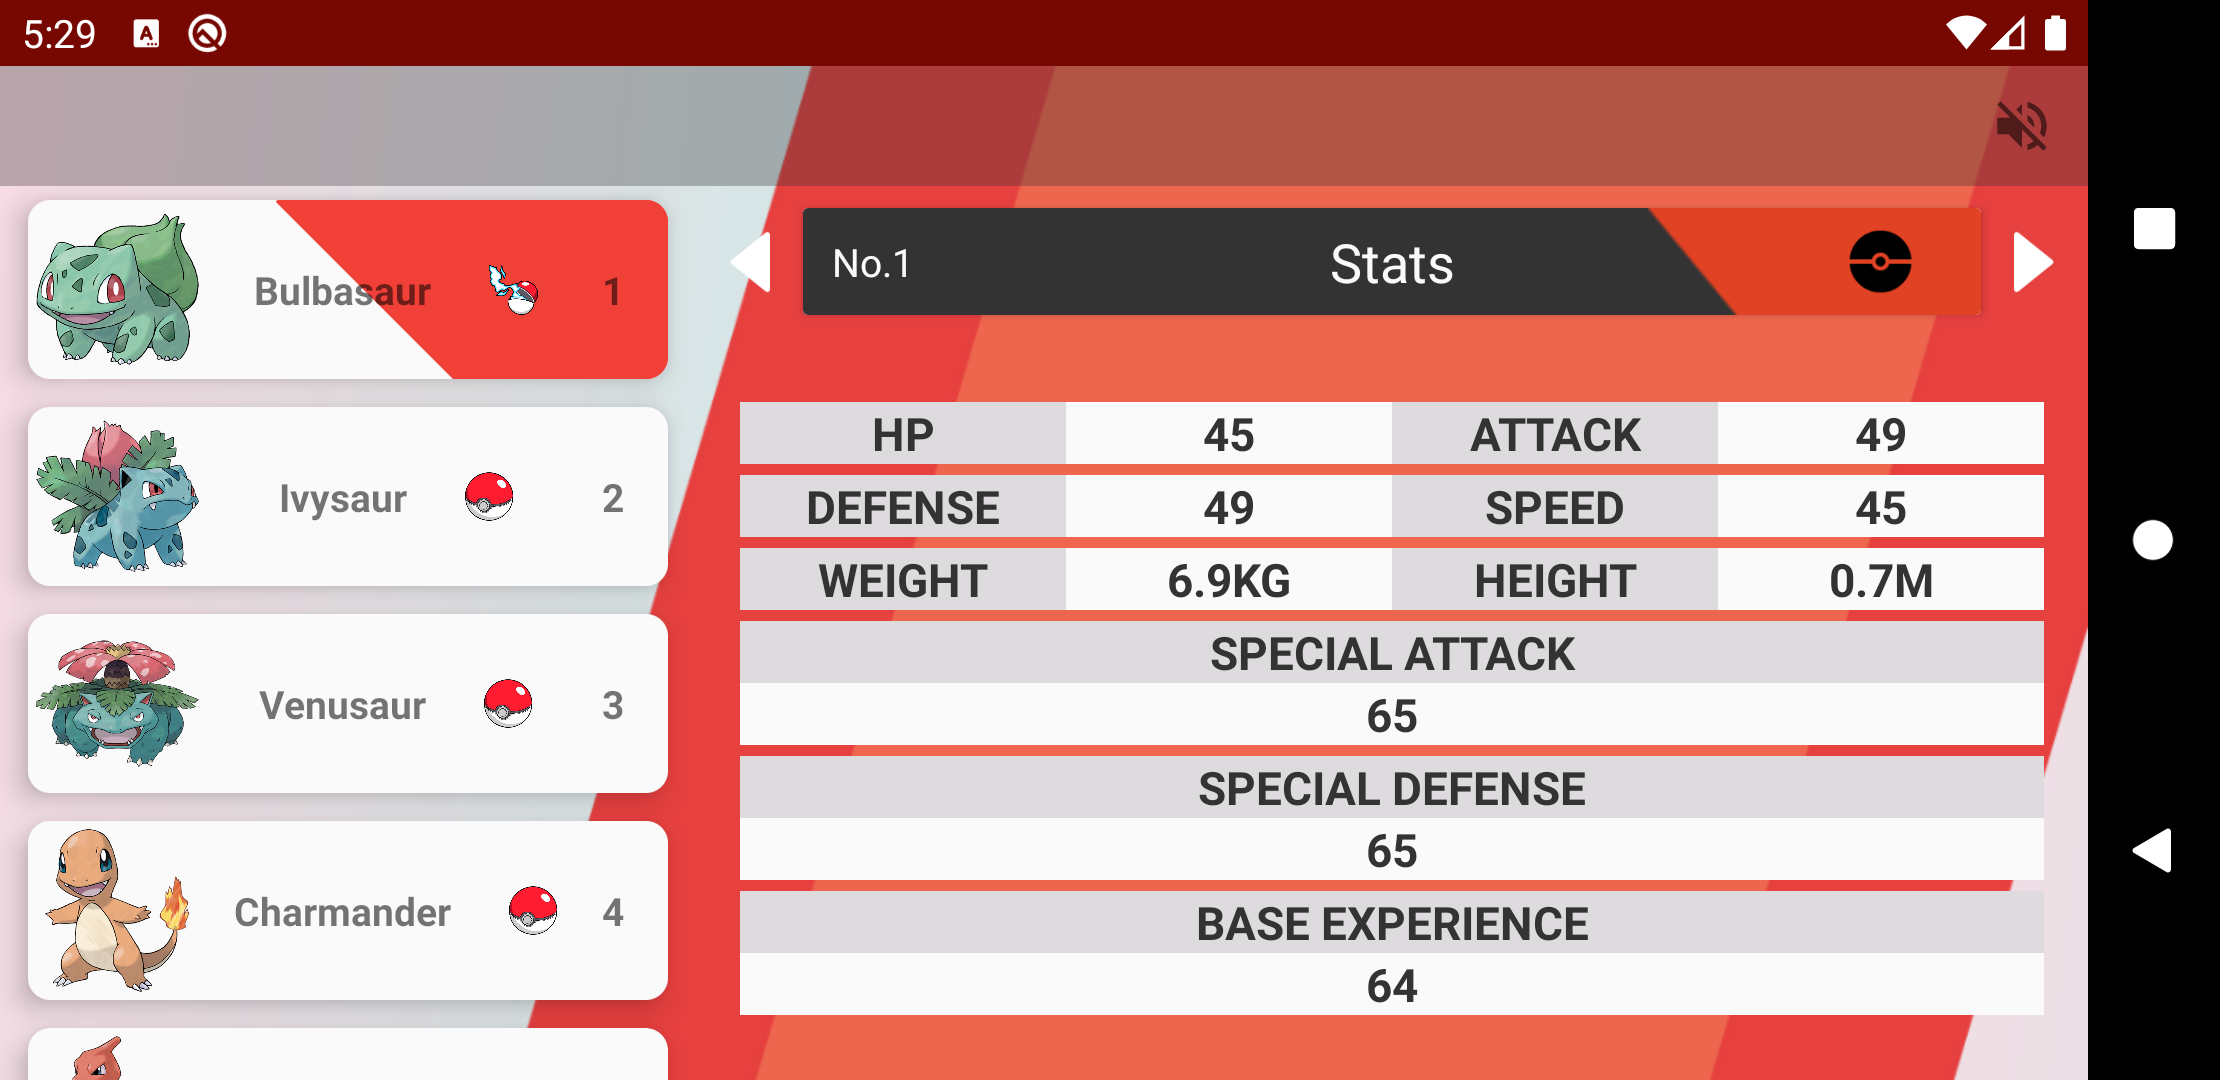 5:29
A
Bulbasaur 1
Ivysaur 2
Venusaur 3
Charmander 4
No.1 Stats
HP 45 ATTACK 49
DEFENSE 49 SPEED 45
WEIGHT 6.9KG HEIGHT 0.7M
SPECIAL ATTACK
65
SPECIAL DEFENSE
65
BASE EXPERIENCE
64